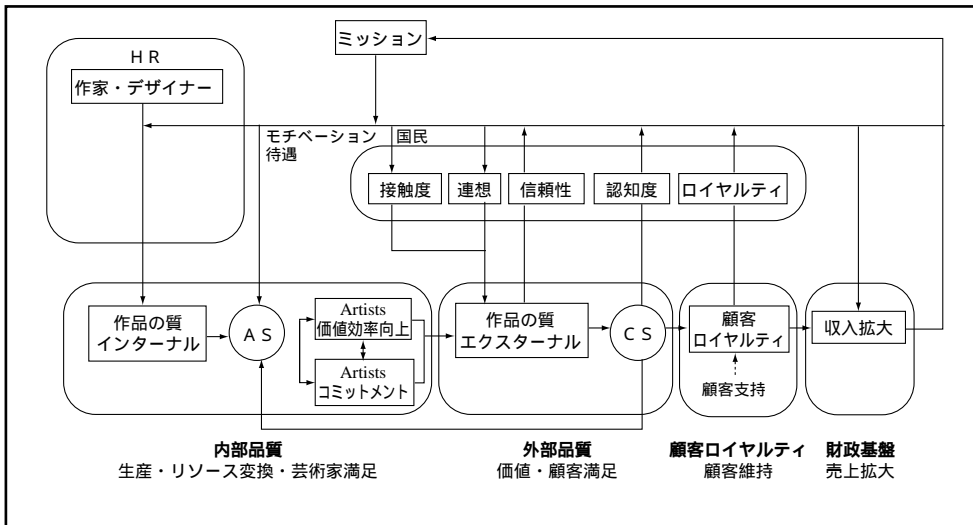 ミッション
HR
作家・デザイナー
モチベーション
待遇
国民
接触度
連想
信頼性
認知度
ロイヤルティ
作品の質
インターナル
AS
Artists
価値効率向上
Artists
コミットメント
作品の質
エクスターナル
CS
顧客
ロイヤルティ
顧客支持
収入拡大
内部品質
生産・リソース変換・芸術家満足
外部品質
価値・顧客満足
顧客ロイヤルティ
顧客維持
財政基盤
売上拡大